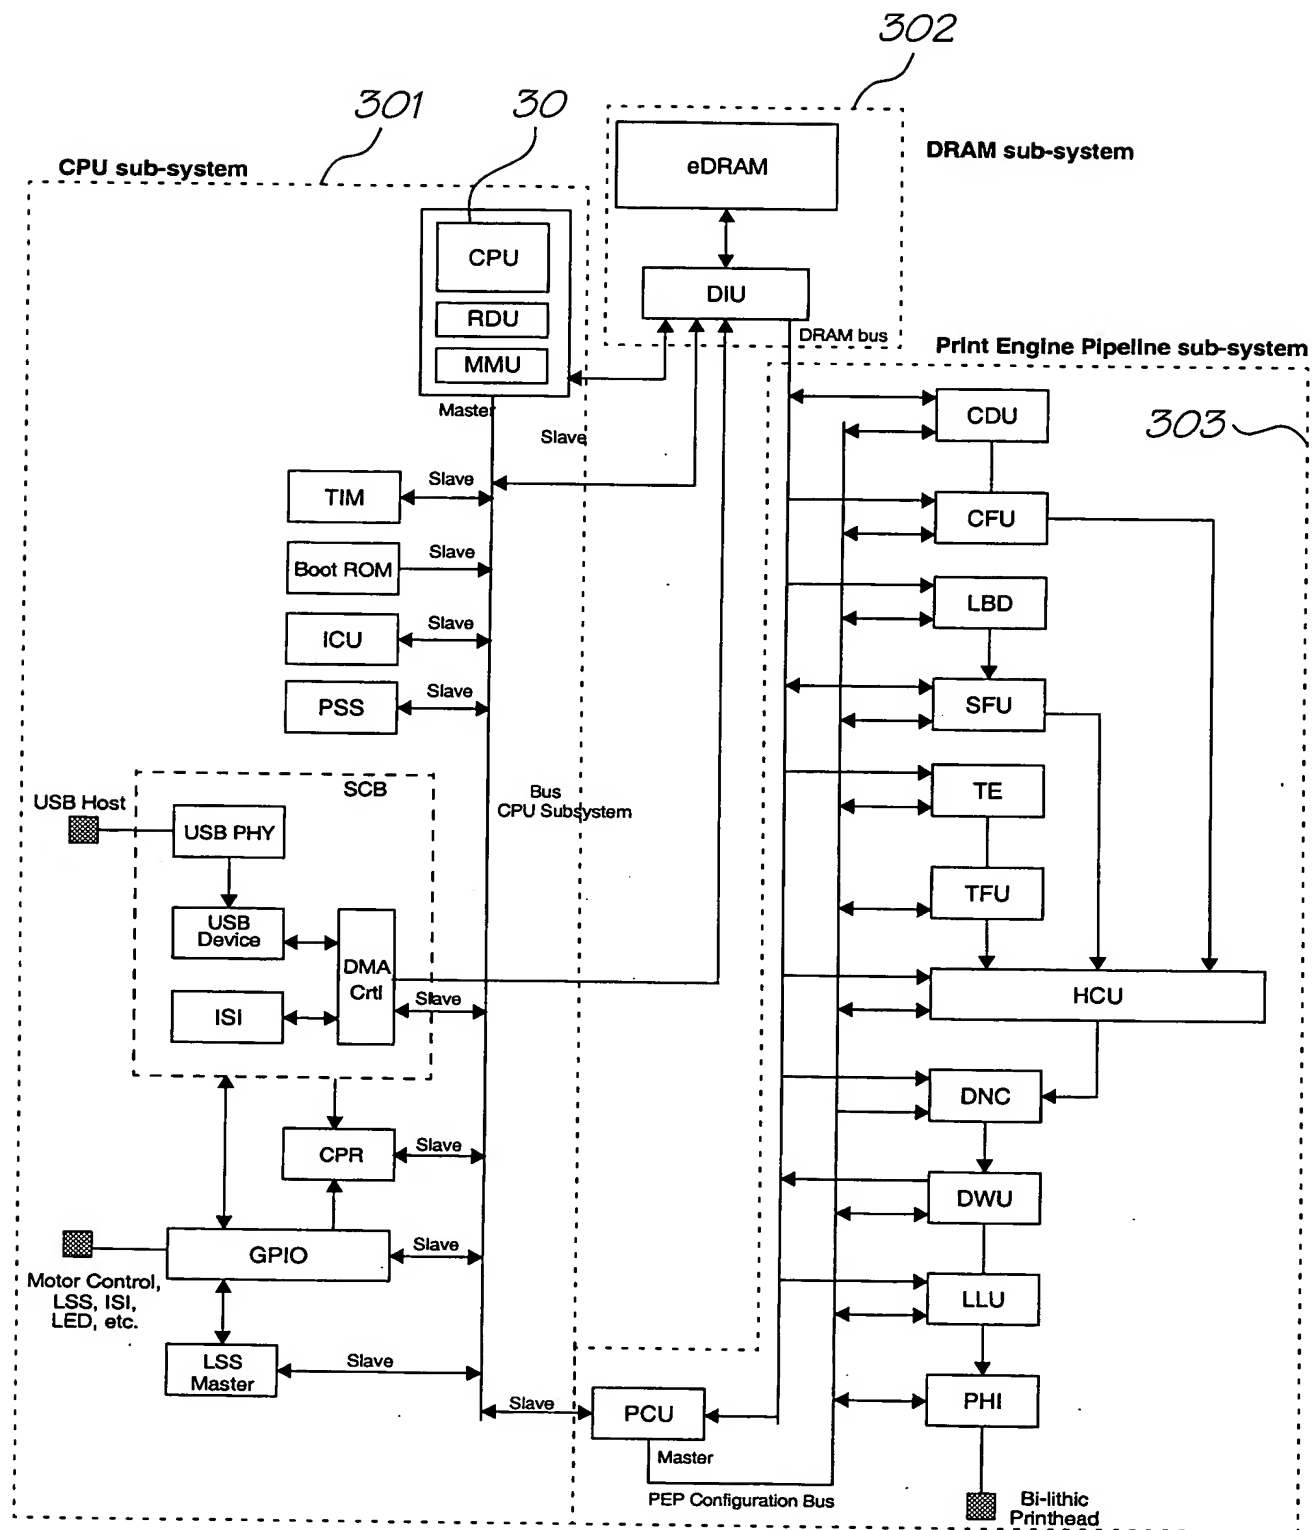 302
301
30
CPU sub-system
DRAM sub-system
eDRAM
CPU
DIU
RDU
MMU
DRAM bus
Print Engine Pipeline sub-system
Master
Slave
CDU
303
TIM
Slave
CFU
Boot ROM
Slave
LBD
ICU
Slave
PSS
Slave
SFU
SCB
USB Host
USB PHY
Bus
CPU Subsystem
TE
TFU
USB
Device
DMA
Crtl
Slave
ISI
HCU
DNC
CPR
Slave
DWU
GPIO
Slave
Motor Control,
LSS, ISI,
LED, etc.
LLU
LSS
Master
Slave
Slave
PCU
PHI
Master
PEP Configuration Bus
Bi-lithic
Printhead